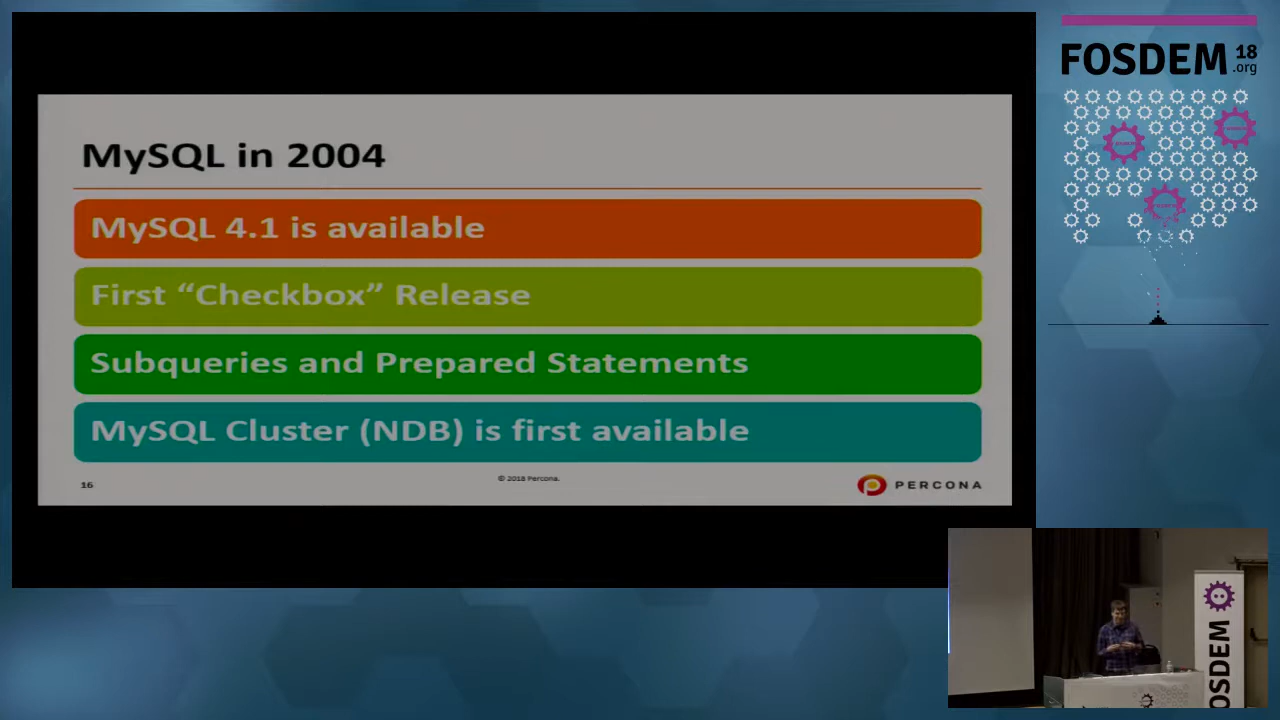 MySQL in 2004
MySQL 4.1 is available
First “Checkbox” Release
Subqueries and Prepared Statements
MySQL Cluster (NDB) is first available
16
© 2018 Percona.
PERCONA
FOSDEM 18
.org
OSDEM